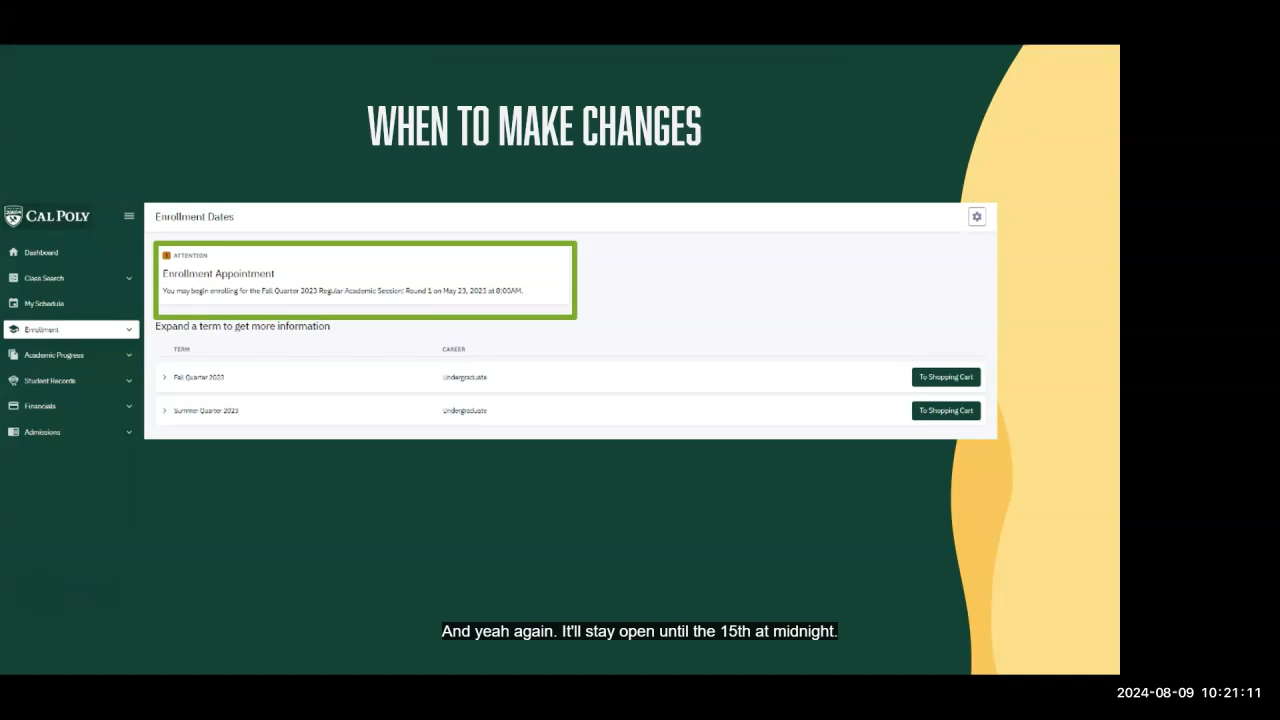 WHEN TO MAKE CHANGES
CAL POLY
Dashboard
Class Search
My Schedule
Enrollment
Academic Progress
Student Records
Financials
Admissions
Enrollment Dates
ATTENTION
Enrollment Appointment
You may begin enrolling for the Fall Quarter 2023 Regular Academic Session: Round 1 on May 23, 2023 at 8:00AM.
Expand a term to get more information
TERM CAREER
Fall Quarter 2023 Undergraduate To Shopping Cart
Summer Quarter 2023 Undergraduate To Shopping Cart
And yeah again. It'll stay open until the 15th at midnight.
2024-08-09 10:21:11